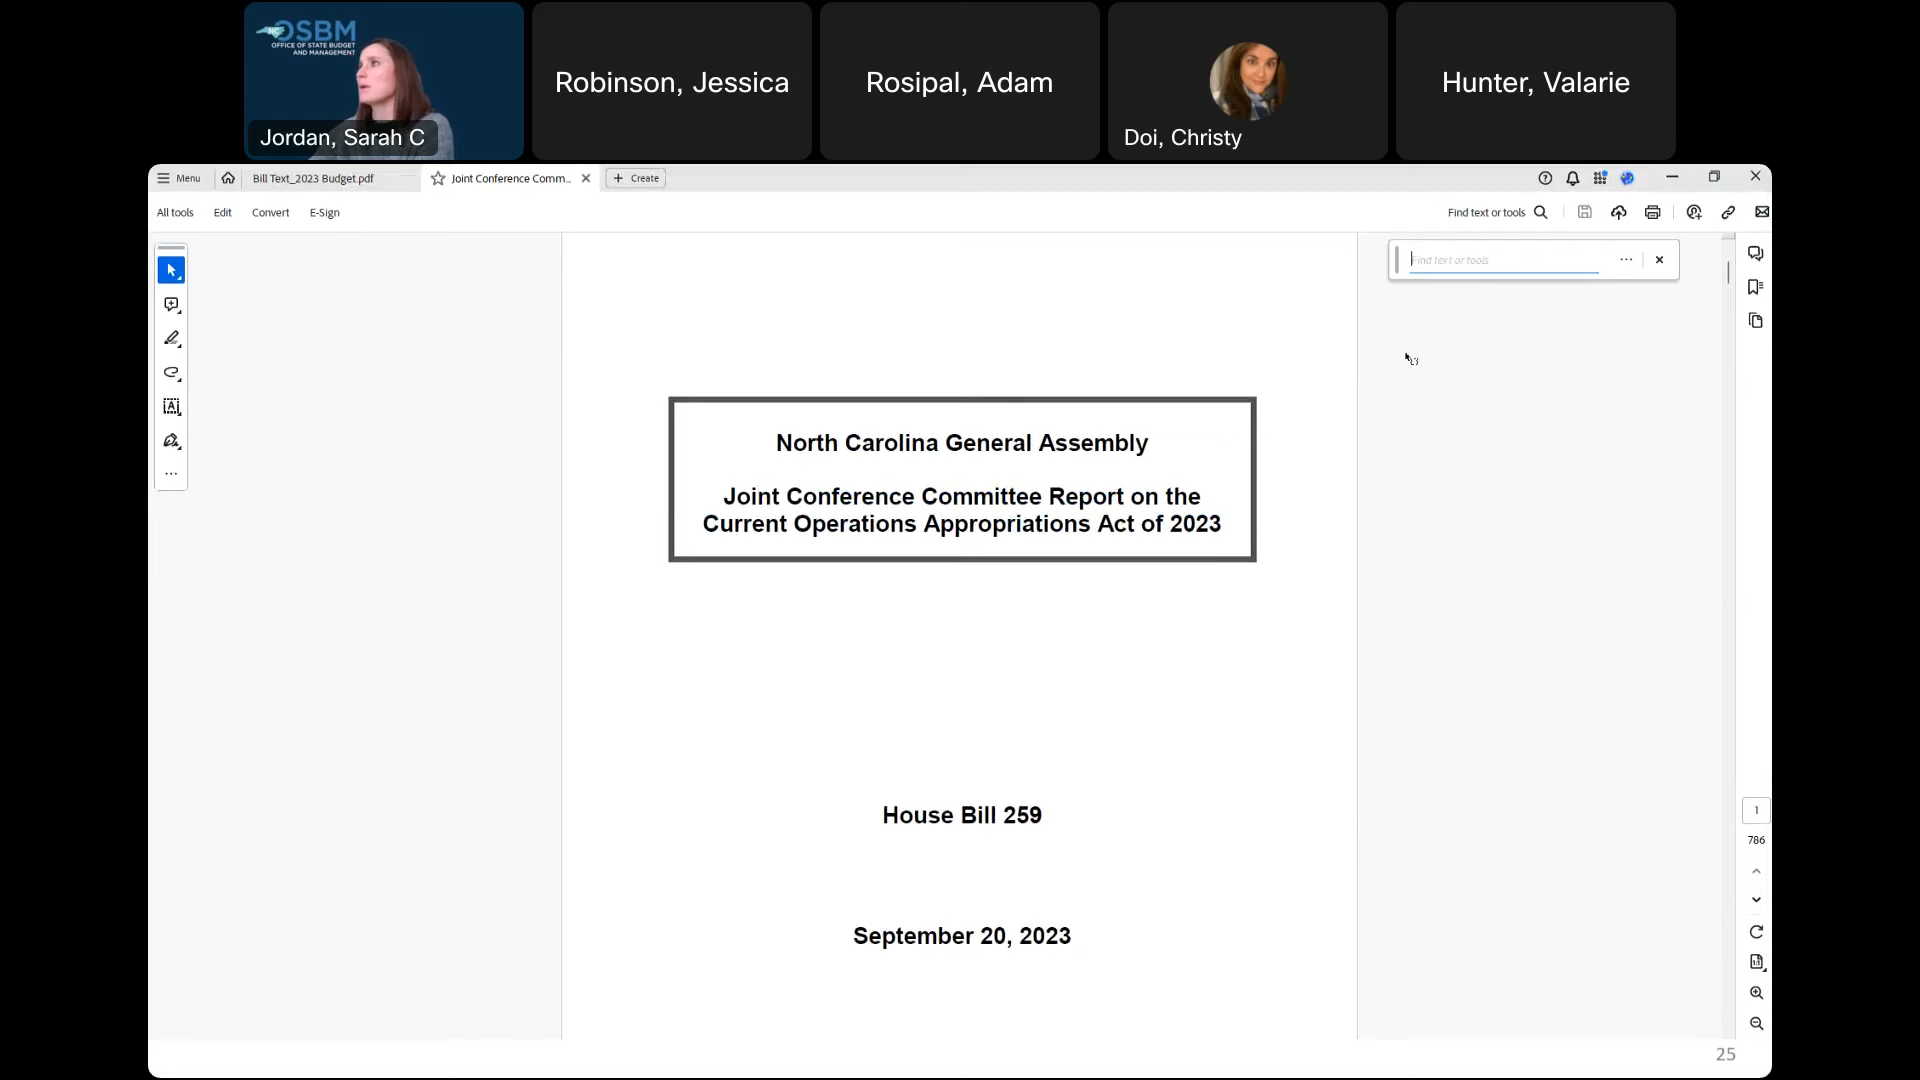 NC OSBM
OFFICE OF STATE BUDGET
AND MANAGEMENT
Jordan, Sarah C
Robinson, Jessica
Rosipal, Adam
Doi, Christy
Hunter, Valarie
Menu
Bill Text_2023 Budget.pdf
Joint Conference Comm...
Create
All tools
Edit
Convert
E-Sign
Find text or tools
Find text or tools
North Carolina General Assembly
Joint Conference Committee Report on the
Current Operations Appropriations Act of 2023
House Bill 259
September 20, 2023
1
786
25